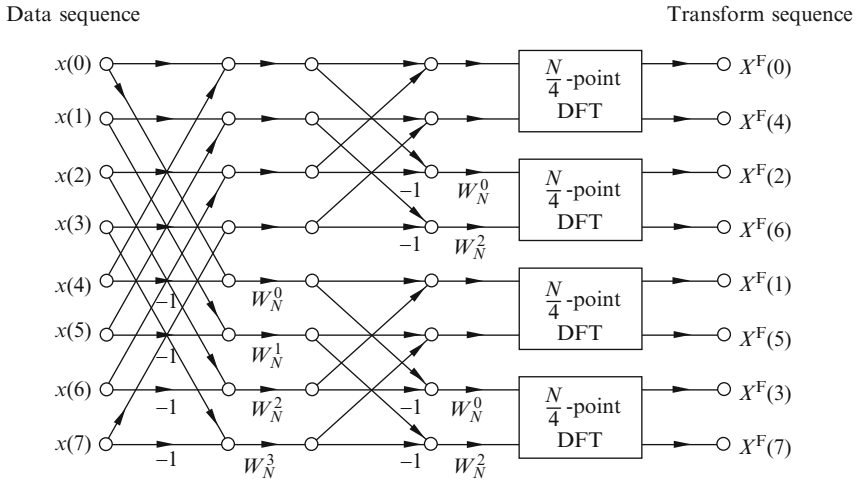 Data sequence Transform sequence
x(0) N/4 -point DFT X^F(0)
x(1) X^F(4)
x(2) -1 W_N^0 N/4 -point DFT X^F(2)
x(3) -1 W_N^2 X^F(6)
x(4) -1 W_N^0 N/4 -point DFT X^F(1)
x(5) -1 W_N^1 X^F(5)
x(6) -1 W_N^2 -1 W_N^0 N/4 -point DFT X^F(3)
x(7) -1 W_N^3 -1 W_N^2 X^F(7)